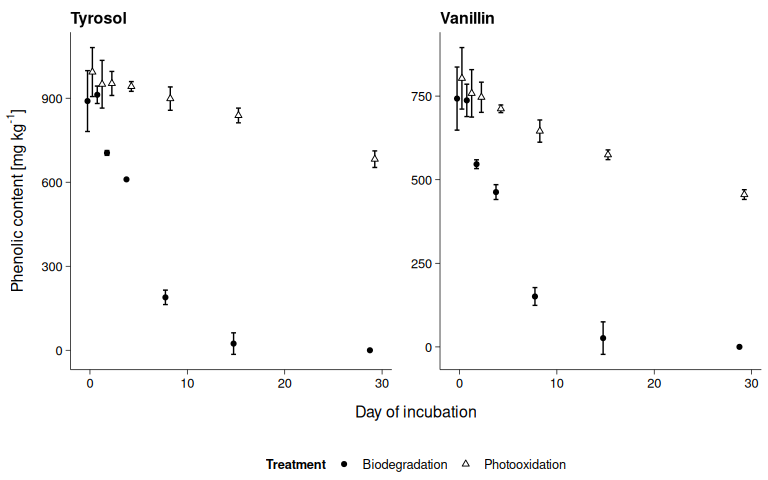 Tyrosol
Vanillin
Phenolic content [mg kg⁻¹]
900
600
300
0
750
500
250
0
0 10 20 30
0 10 20 30
Day of incubation
Treatment Biodegradation Photooxidation